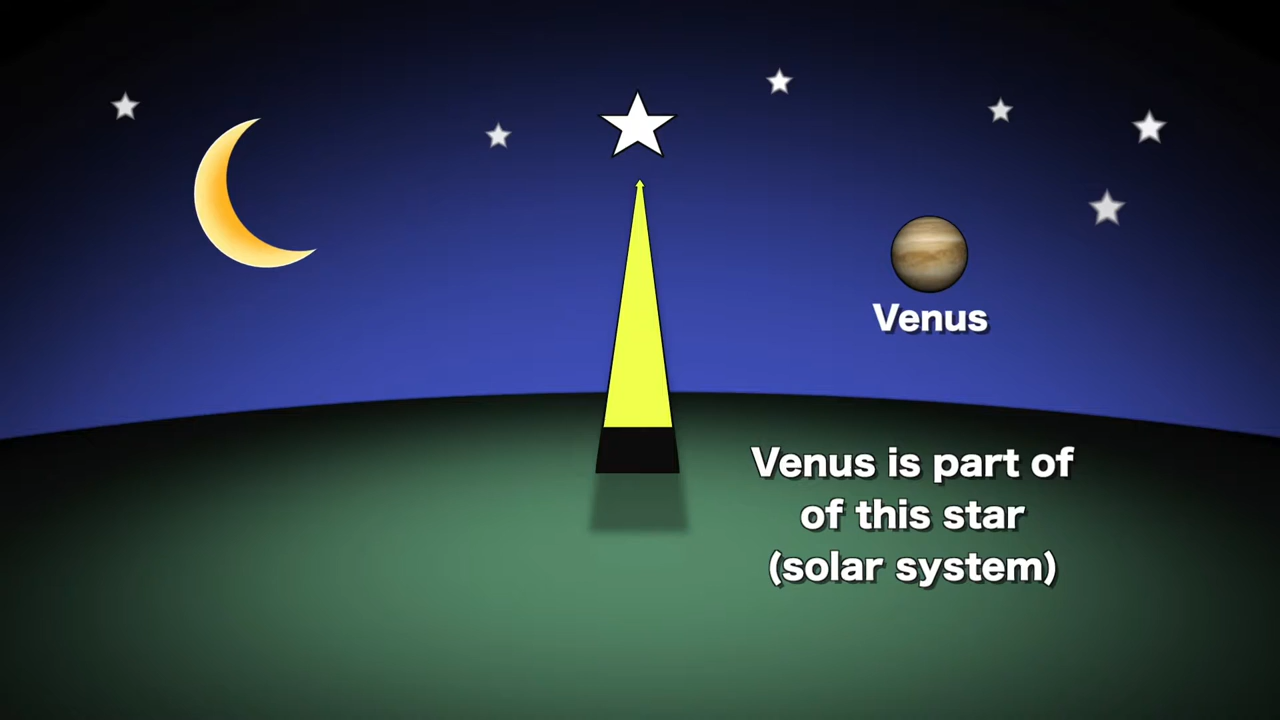 Venus
Venus is part of
of this star
(solar system)